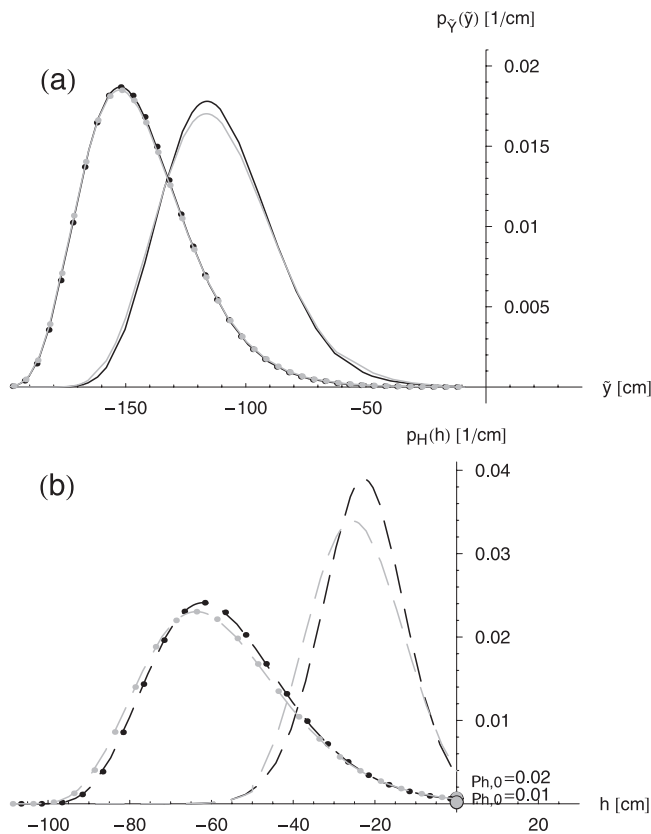 p_Ỹ(ỹ) [1/cm]
(a)
0.02
0.015
0.01
0.005
−150 −100 −50 ỹ [cm]
p_H(h) [1/cm]
(b)
0.04
0.03
0.02
0.01
Ph,0=0.02
Ph,0=0.01
−100 −80 −60 −40 −20 20 h [cm]